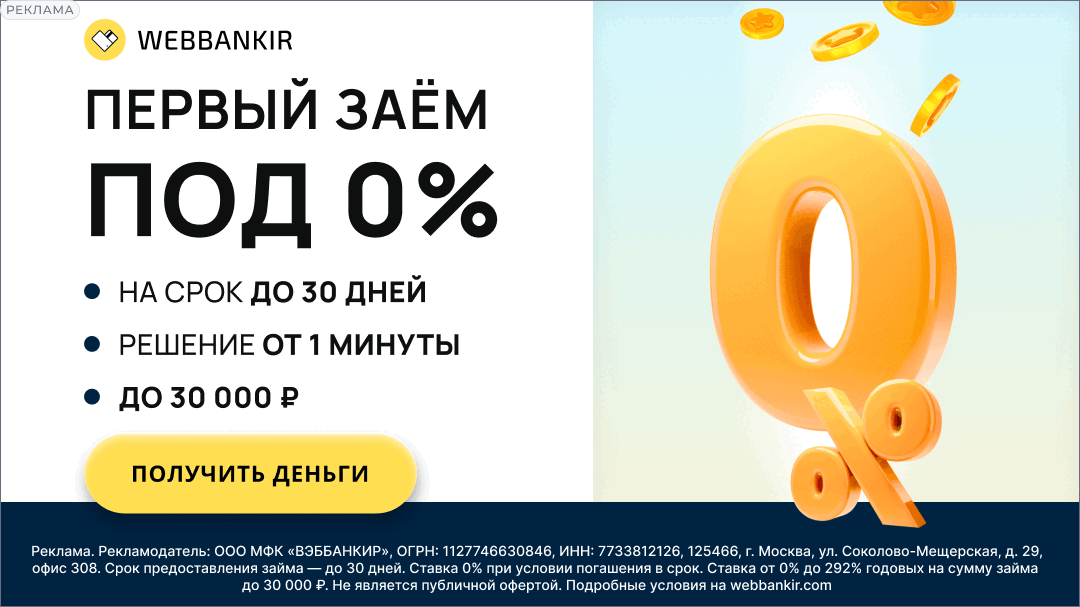 РЕКЛАМА
WEBBANKIR
ПЕРВЫЙ ЗАЁМ
ПОД 0%
НА СРОК ДО 30 ДНЕЙ
РЕШЕНИЕ ОТ 1 МИНУТЫ
ДО 30 000 ₽
ПОЛУЧИТЬ ДЕНЬГИ
0
%
Реклама. Рекламодатель: ООО МФК «ВЭББАНКИР», ОГРН: 1127746630846, ИНН: 7733812126, 125466, г. Москва, ул. Соколово-Мещерская, д. 29,
офис 308. Срок предоставления займа — до 30 дней. Ставка 0% при условии погашения в срок. Ставка от 0% до 292% годовых на сумму займа
до 30 000 ₽. Не является публичной офертой. Подробные условия на webbankir.com